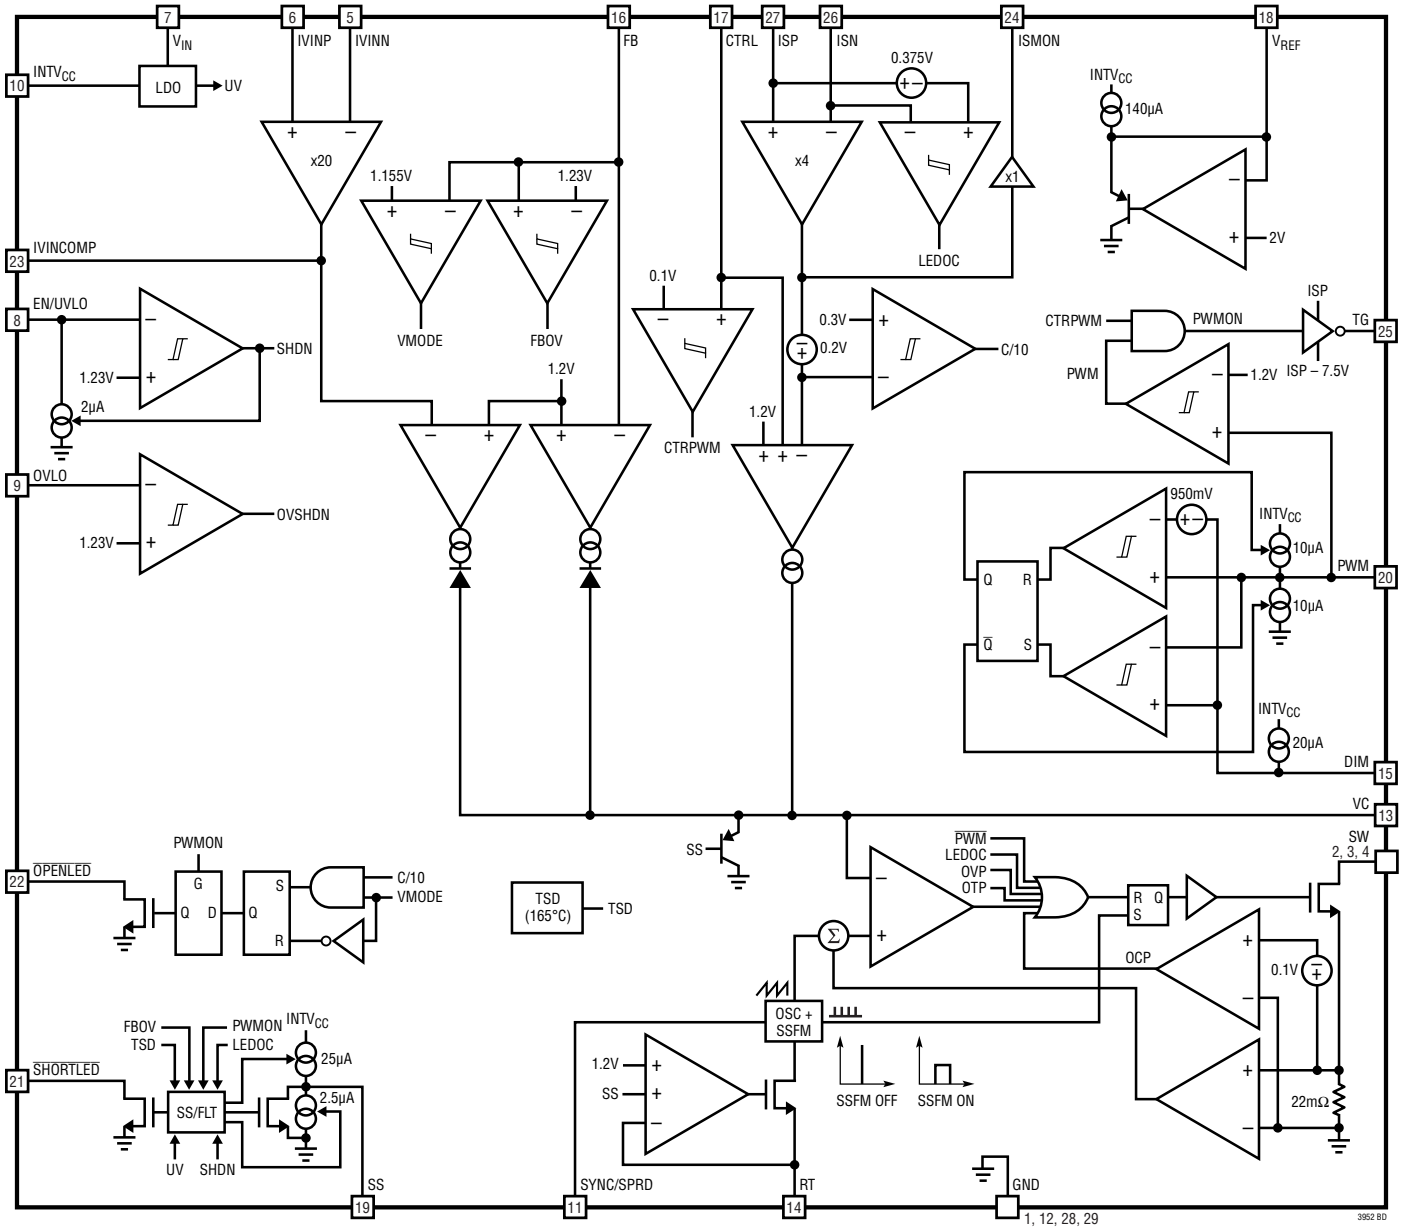 7
6
5
16
17
27
26
24
18
VIN
IVINP
IVINN
FB
CTRL
ISP
ISN
ISMON
VREF
0.375V
10
INTVCC
LDO
UV
INTVCC
140µA
+
−
x20
+
−
x4
−
+
x1
1.155V
1.23V
+
−
+
−
−
+
2V
LEDOC
23
IVINCOMP
0.1V
−
+
VMODE
FBOV
CTRPWM
8
EN/UVLO
−
+
1.23V
SHDN
2µA
0.3V
+
−
C/10
−
+
0.2V
ISP
CTRPWM
PWMON
TG
25
ISP – 7.5V
PWM
−
1.2V
+
1.2V
−
+
+
−
1.2V
+
+
−
9
OVLO
−
+
1.23V
OVSHDN
950mV
−
+
−
+
INTVCC
10µA
PWM
20
10µA
Q
R
Q̅
S
−
+
INTVCC
20µA
DIM
15
VC
13
SW
2, 3, 4
SS
P̅W̅M̅
LEDOC
OVP
OTP
PWMON
22
O̅P̅E̅N̅L̅E̅D̅
G
Q
D
S
Q
R
C/10
VMODE
TSD
(165°C)
TSD
−
+
Σ
R
Q
S
OCP
+
−
0.1V
−
+
OSC +
SSFM
SSFM OFF
SSFM ON
1.2V
+
SS
+
−
+
−
22mΩ
FBOV
TSD
PWMON
LEDOC
INTVCC
25µA
2.5µA
21
S̅H̅O̅R̅T̅L̅E̅D̅
SS/FLT
UV
SHDN
SS
19
SYNC/SPRD
11
RT
14
GND
1, 12, 28, 29
3952 BD